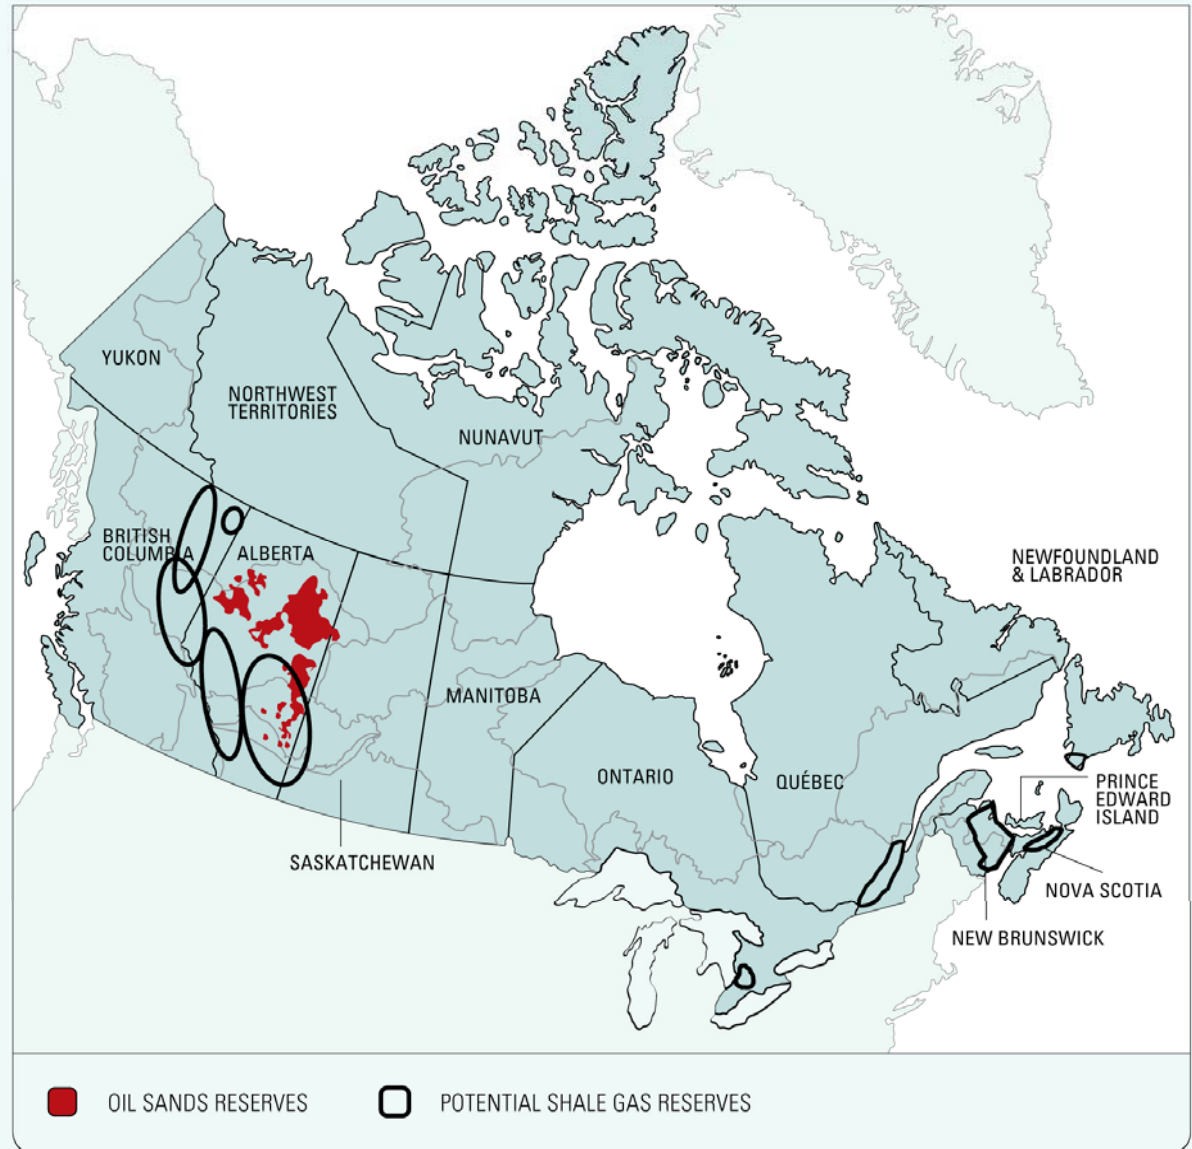 YUKON
NORTHWEST
TERRITORIES
NUNAVUT
BRITISH
COLUMBIA
ALBERTA
NEWFOUNDLAND
& LABRADOR
MANITOBA
ONTARIO
QUÉBEC
PRINCE
EDWARD
ISLAND
SASKATCHEWAN
NOVA SCOTIA
NEW BRUNSWICK
OIL SANDS RESERVES
POTENTIAL SHALE GAS RESERVES